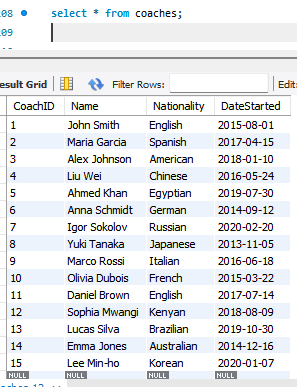 108 select * from coaches;
109
Result Grid Filter Rows: Edit:
CoachID Name Nationality DateStarted
1 John Smith English 2015-08-01
2 Maria Garcia Spanish 2017-04-15
3 Alex Johnson American 2018-01-10
4 Liu Wei Chinese 2016-05-24
5 Ahmed Khan Egyptian 2019-07-30
6 Anna Schmidt German 2014-09-12
7 Igor Sokolov Russian 2020-02-20
8 Yuki Tanaka Japanese 2013-11-05
9 Marco Rossi Italian 2016-06-18
10 Olivia Dubois French 2015-03-22
11 Daniel Brown English 2017-07-14
12 Sophia Mwangi Kenyan 2018-08-09
13 Lucas Silva Brazilian 2019-10-30
14 Emma Jones Australian 2014-12-16
15 Lee Min-ho Korean 2020-01-07
NULL NULL NULL NULL